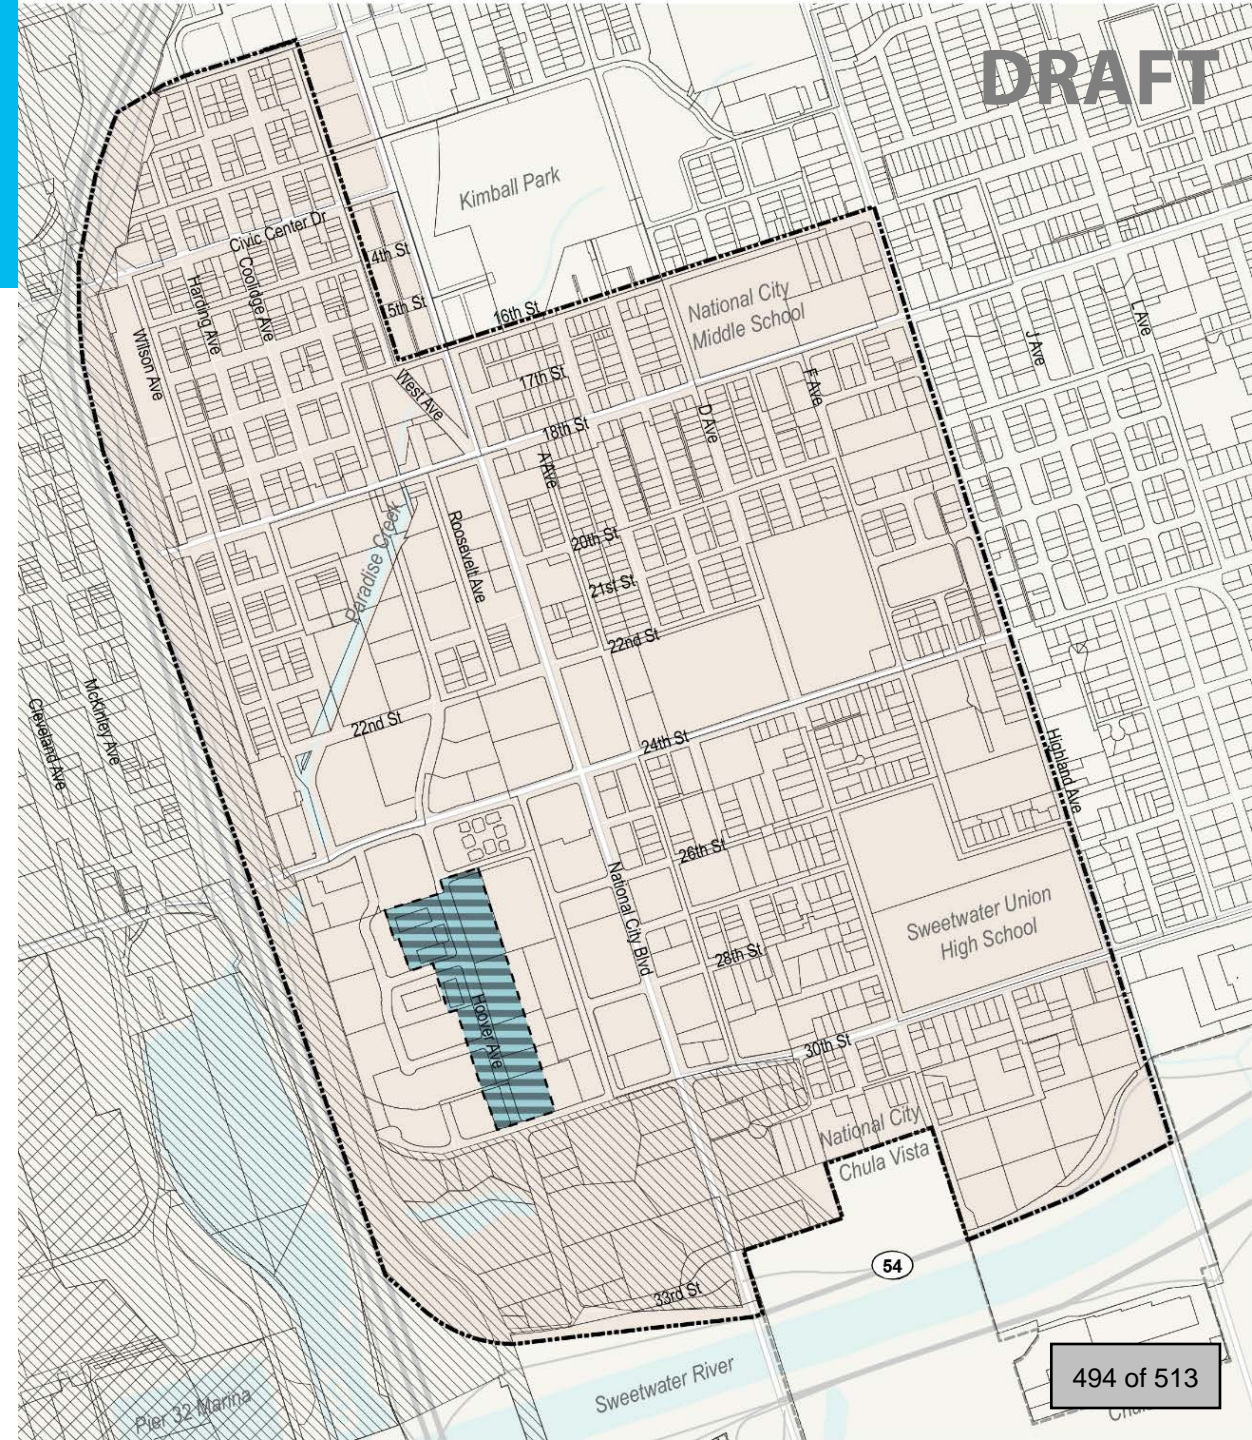 DRAFT
Kimball Park
Civic Center Dr
4th St
Coolidge Ave
Harding Ave
5th St
16th St
National City
Middle School
Wilson Ave
J Ave
L Ave
West Ave
17th St
F Ave
18th St
D Ave
A Ave
Paradise Creek
Roosevelt Ave
20th St
21st St
22nd St
McKinley Ave
Cleveland Ave
22nd St
24th St
Highland Ave
26th St
National City Blvd
Sweetwater Union
High School
28th St
Hoover Ave
30th St
National City
Chula Vista
54
33rd St
Sweetwater River
Pier 32 Marina
494 of 513